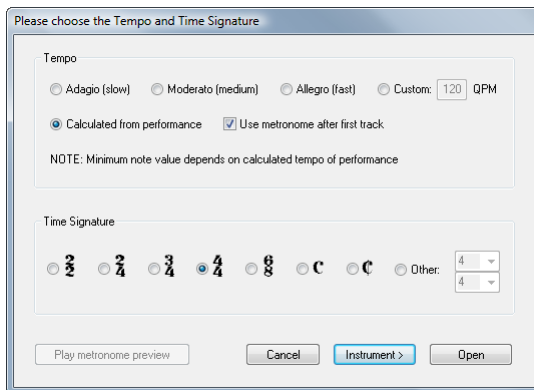 Please choose the Tempo and Time Signature
Tempo
Adagio (slow) Moderato (medium) Allegro (fast) Custom: 120 QPM
Calculated from performance Use metronome after first track
NOTE: Minimum note value depends on calculated tempo of performance
Time Signature
2/2 2/4 3/4 4/4 6/8 C ¢ Other: 4
4
Play metronome preview Cancel Instrument > Open